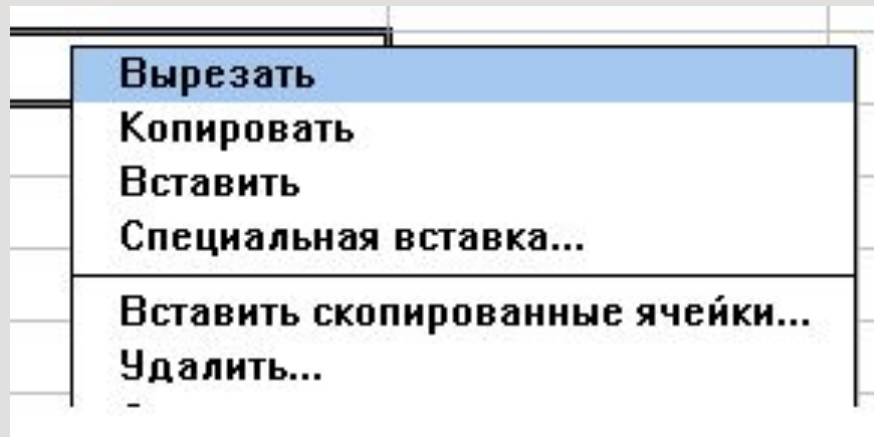 Вырезать
Копировать
Вставить
Специальная вставка...
Вставить скопированные ячейки...
Удалить...